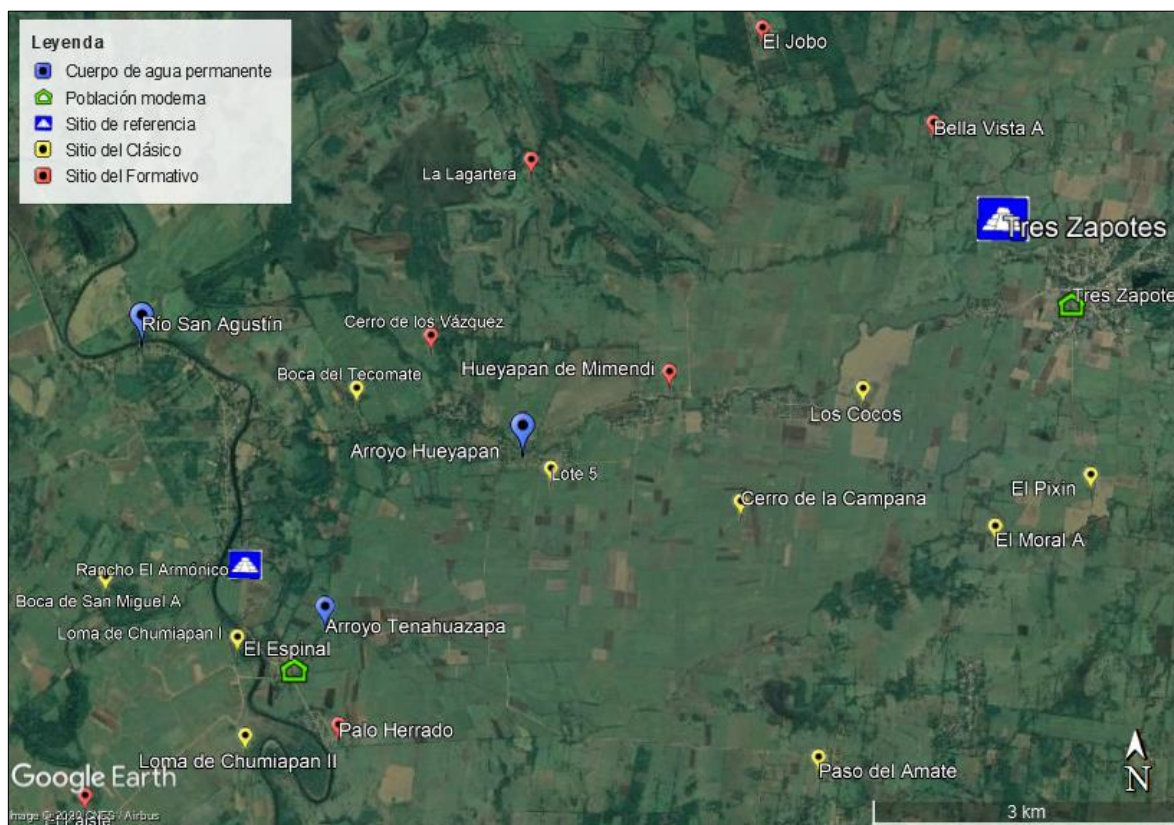 Leyenda
Cuerpo de agua permanente
Población moderna
Sitio de referencia
Sitio del Clásico
Sitio del Formativo
El Jobo
Bella Vista A
La Lagartera
Tres Zapotes
Tres Zapote
Río San Agustín
Cerro de los Vázquez
Hueyapan de Mimendi
Boca del Tecomate
Los Cocos
Arroyo Hueyapan
Lote 5
El Pixin
Cerro de la Campana
El Moral A
Rancho El Armónico
Boca de San Miguel A
Arroyo Tenahuazapa
Loma de Chumiapan I
El Espinal
Palo Herrado
Loma de Chumiapan II
Paso del Amate
N
Google Earth
3 km
Image © 2020 CNES / Airbus